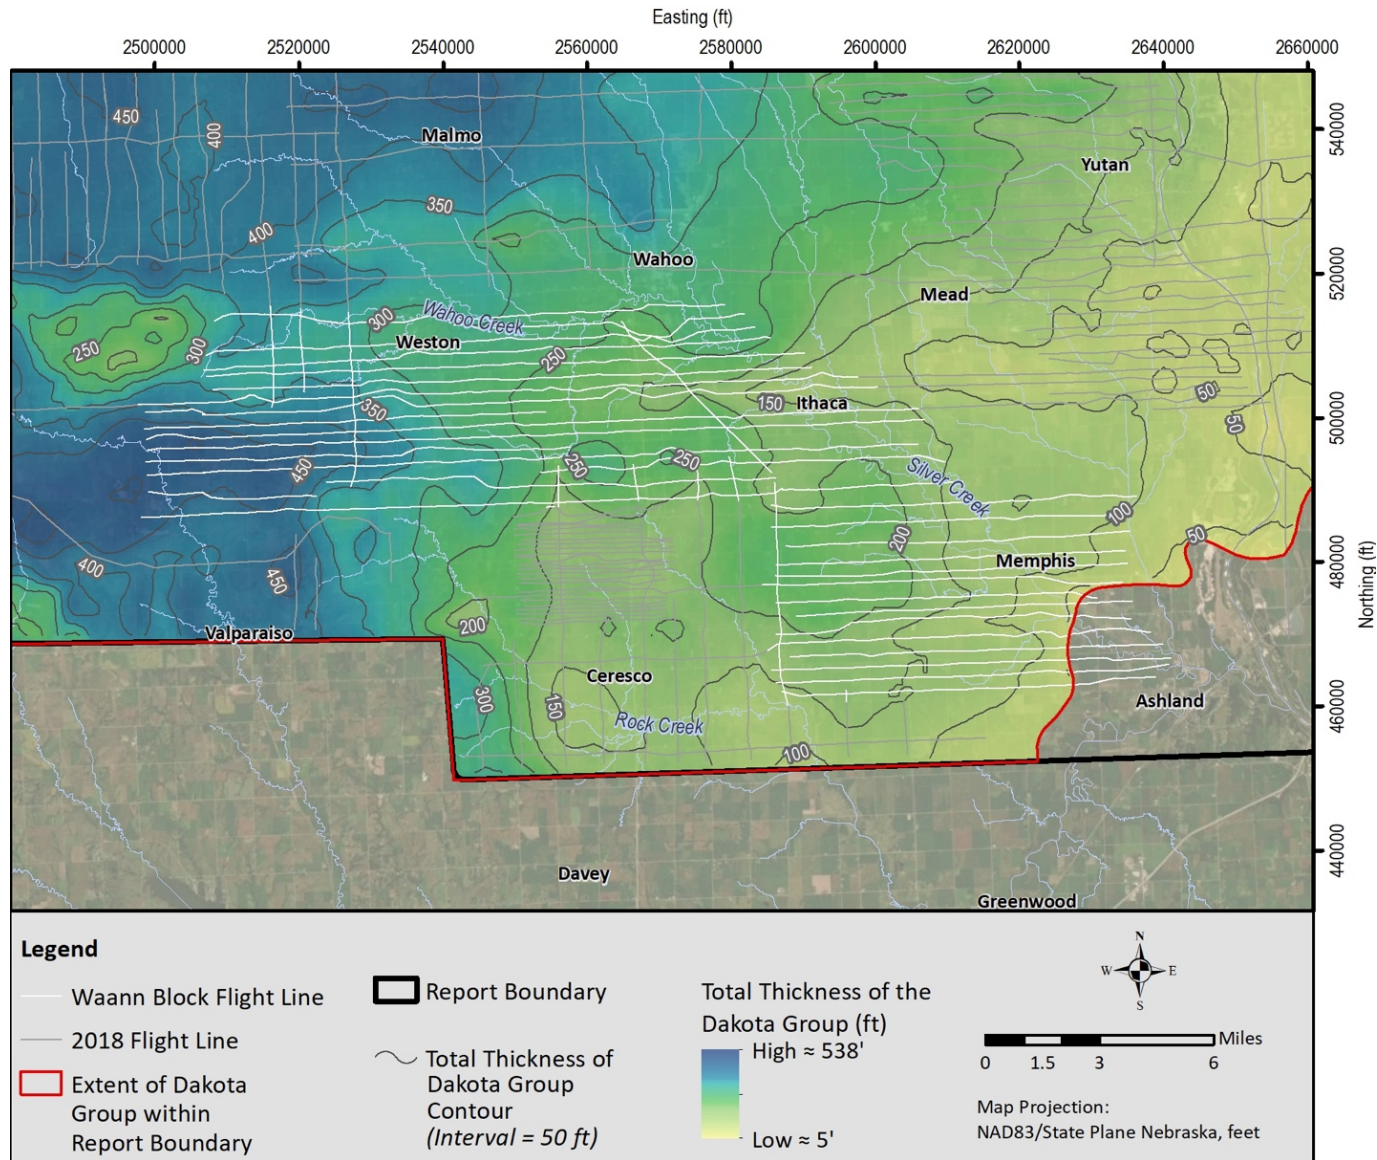 Easting (ft)
2500000 2520000 2540000 2560000 2580000 2600000 2620000 2640000 2660000
450
400
Malmo
540000
Yutan
350
400
Wahoo
520000
Mead
Wahoo Creek
300
Weston
250
300
250
350
150
Ithaca
50
50
500000
450
250
250
Silver Creek
100
200
50
Memphis
480000
400
450
Northing (ft)
Valparaiso
200
Ceresco
300
150
Rock Creek
Ashland
460000
100
Davey
440000
Greenwood
Legend
Waann Block Flight Line
2018 Flight Line
Extent of Dakota
Group within
Report Boundary
Report Boundary
Total Thickness of
Dakota Group
Contour
(Interval = 50 ft)
Total Thickness of the
Dakota Group (ft)
High ≈ 538'
Low ≈ 5'
N
W E
S
Miles
0 1.5 3 6
Map Projection:
NAD83/State Plane Nebraska, feet